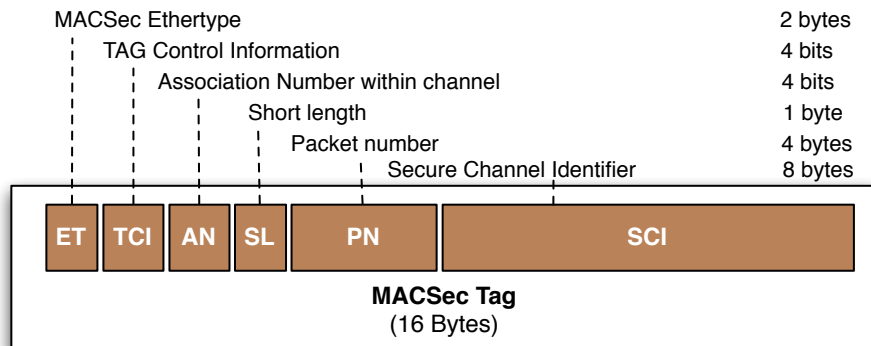 MACSec Ethertype 2 bytes
TAG Control Information 4 bits
Association Number within channel 4 bits
Short length 1 byte
Packet number 4 bytes
Secure Channel Identifier 8 bytes
ET TCI AN SL PN SCI
MACSec Tag
(16 Bytes)